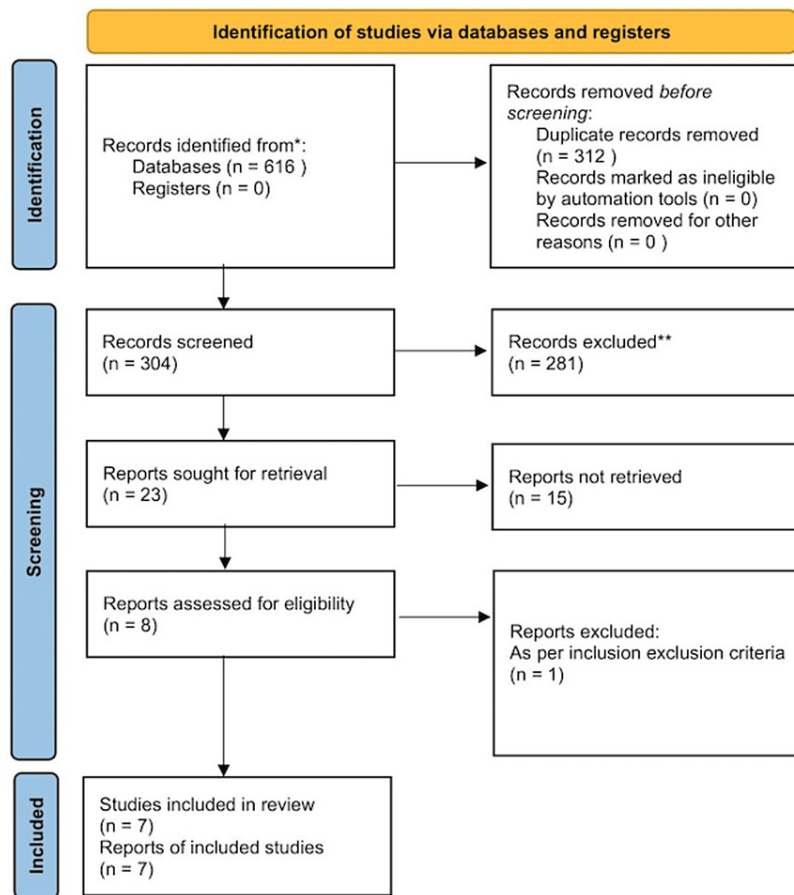 Identification of studies via databases and registers
Identification
Records identified from*:
Databases (n = 616 )
Registers (n = 0)
Records removed before
screening:
Duplicate records removed
(n = 312 )
Records marked as ineligible
by automation tools (n = 0)
Records removed for other
reasons (n = 0 )
Screening
Records screened
(n = 304)
Records excluded**
(n = 281)
Reports sought for retrieval
(n = 23)
Reports not retrieved
(n = 15)
Reports assessed for eligibility
(n = 8)
Reports excluded:
As per inclusion exclusion criteria
(n = 1)
Included
Studies included in review
(n = 7)
Reports of included studies
(n = 7)